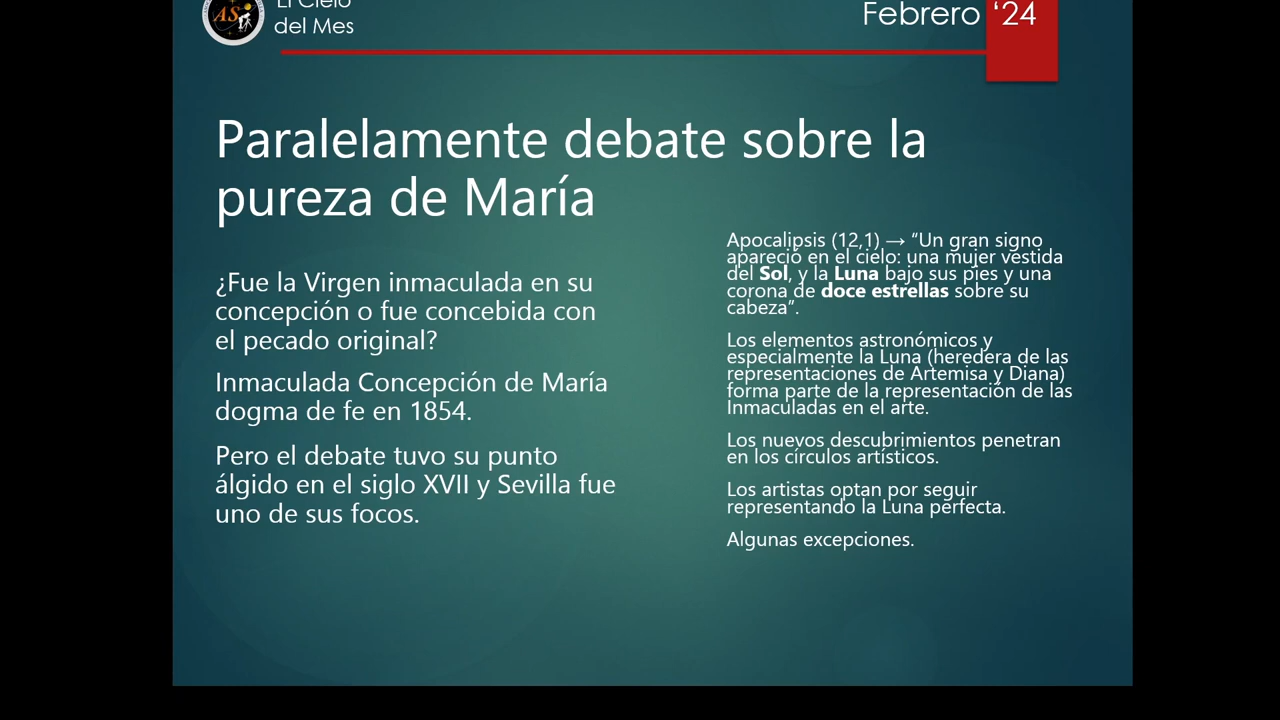 El Cielo
del Mes
Febrero ‘24
Paralelamente debate sobre la
pureza de María
¿Fue la Virgen inmaculada en su
concepción o fue concebida con
el pecado original?
Inmaculada Concepción de María
dogma de fe en 1854.
Pero el debate tuvo su punto
álgido en el siglo XVII y Sevilla fue
uno de sus focos.
Apocalipsis (12,1) → “Un gran signo
apareció en el cielo: una mujer vestida
del Sol, y la Luna bajo sus pies y una
corona de doce estrellas sobre su
cabeza”.
Los elementos astronómicos y
especialmente la Luna (heredera de las
representaciones de Artemisa y Diana)
forma parte de la representación de las
Inmaculadas en el arte.
Los nuevos descubrimientos penetran
en los círculos artísticos.
Los artistas optan por seguir
representando la Luna perfecta.
Algunas excepciones.